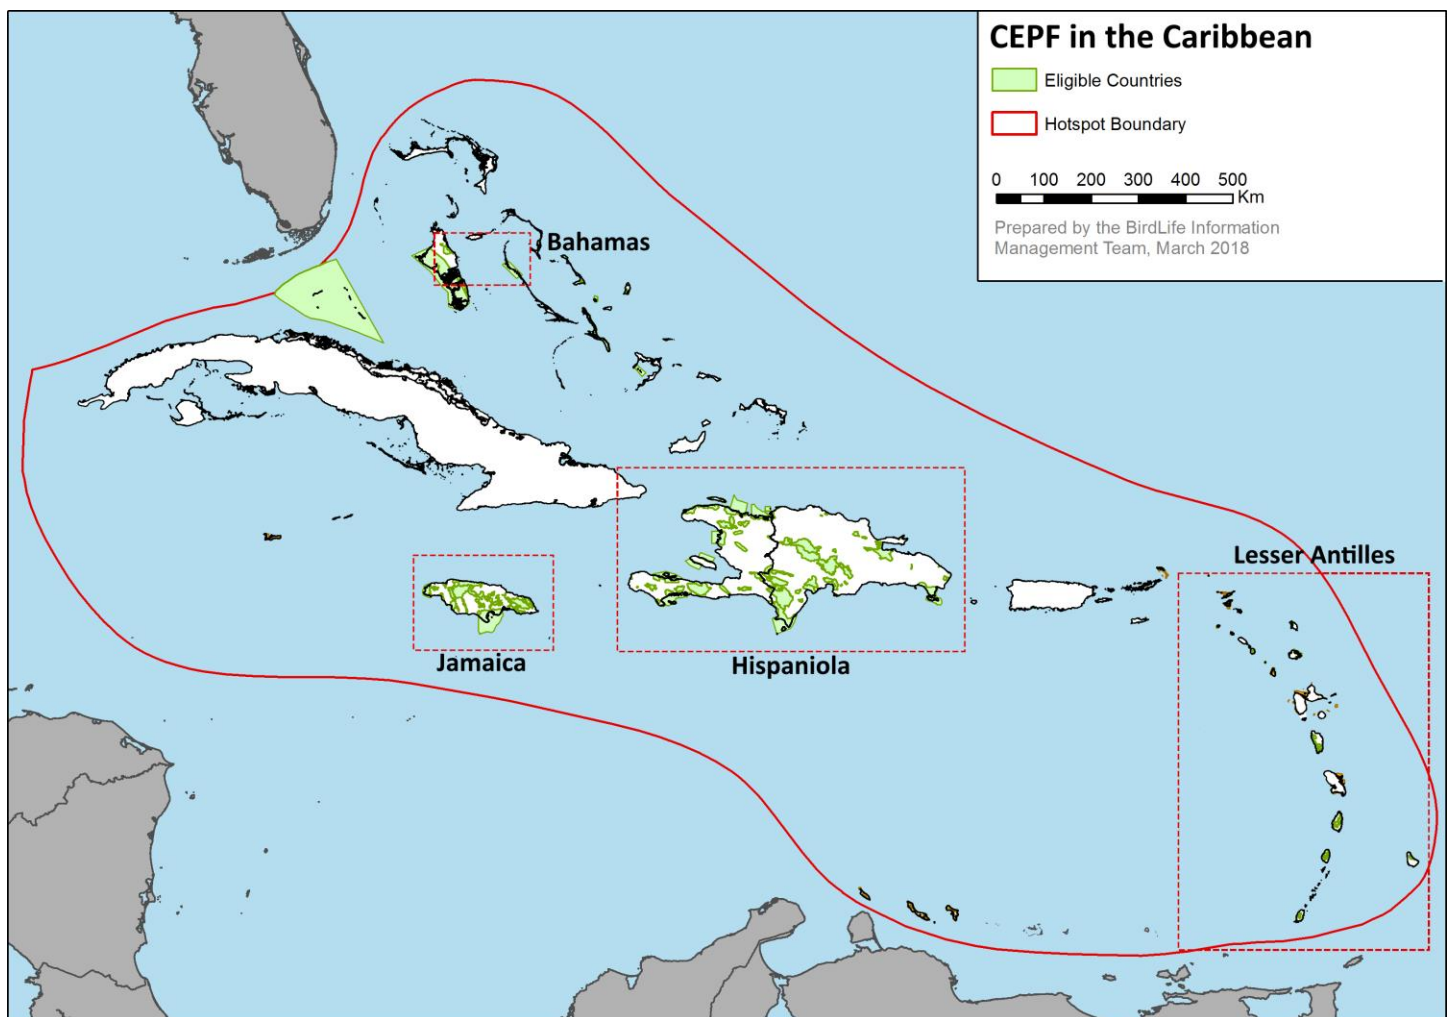 CEPF in the Caribbean
Eligible Countries
Hotspot Boundary
0 100 200 300 400 500
Km
Prepared by the BirdLife Information
Management Team, March 2018
Bahamas
Lesser Antilles
Jamaica
Hispaniola